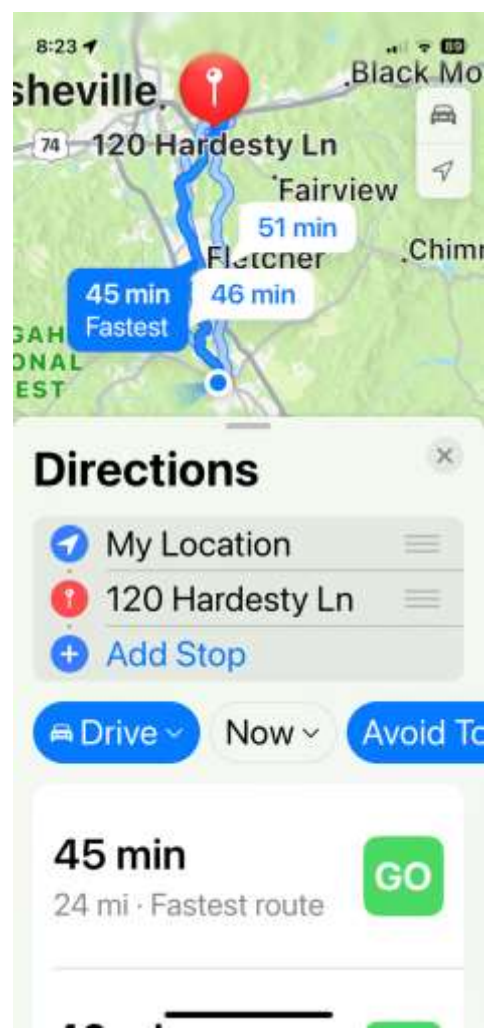 8:23
89
sheville
Black Mo
74
120 Hardesty Ln
Fairview
51 min
Fletcher
Chimr
45 min
Fastest
46 min
GAH
ONAL
EST
Directions
My Location
120 Hardesty Ln
Add Stop
Drive
Now
Avoid To
45 min
24 mi · Fastest route
GO